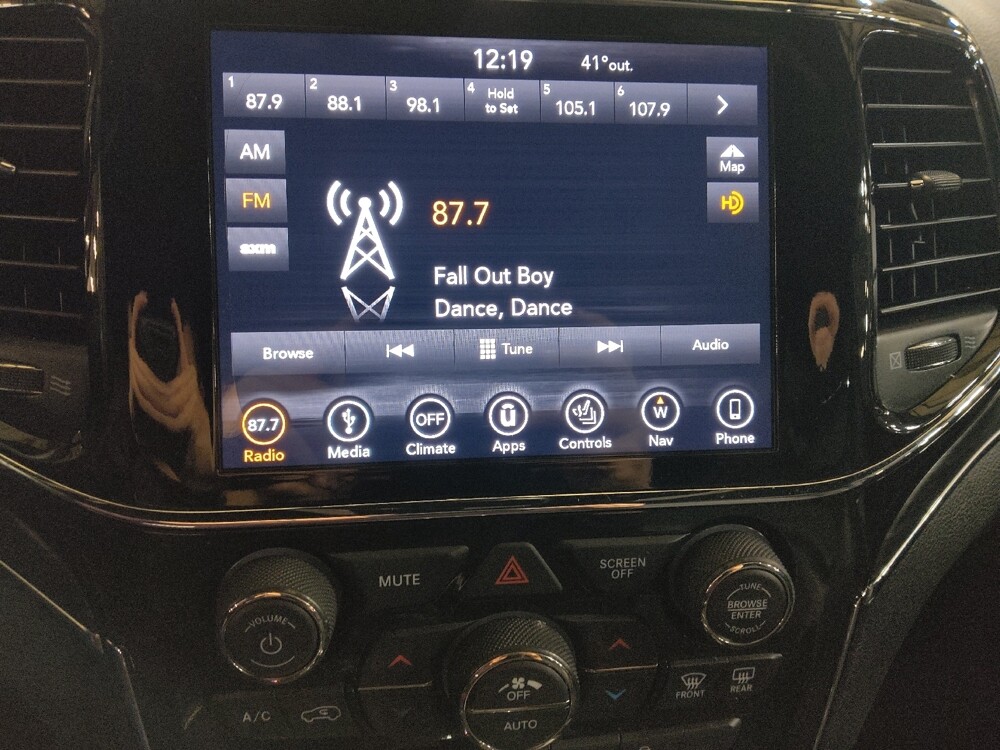 12:19 41°out.
1 87.9 2 88.1 3 98.1 4 Hold to Set 5 105.1 6 107.9 >
AM
Map
FM
87.7
HD
sxm
Fall Out Boy
Dance, Dance
Browse Tune Audio
87.7 OFF ü W
Radio Media Climate Apps Controls Nav Phone
MUTE
SCREEN
OFF
VOLUME
TUNE
BROWSE
ENTER
SCROLL
OFF
AUTO
FRONT REAR
A/C